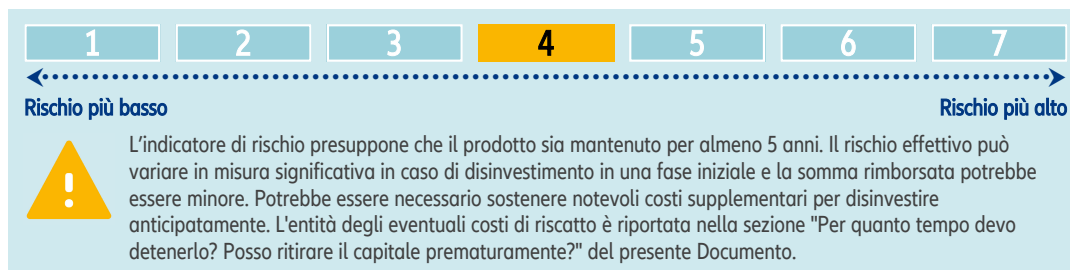 1 2 3 4 5 6 7
Rischio più basso Rischio più alto
L'indicatore di rischio presuppone che il prodotto sia mantenuto per almeno 5 anni. Il rischio effettivo può
variare in misura significativa in caso di disinvestimento in una fase iniziale e la somma rimborsata potrebbe
essere minore. Potrebbe essere necessario sostenere notevoli costi supplementari per disinvestire
anticipatamente. L'entità degli eventuali costi di riscatto è riportata nella sezione "Per quanto tempo devo
detenerlo? Posso ritirare il capitale prematuramente?" del presente Documento.